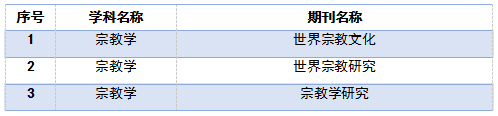 序号 学科名称 期刊名称
1 宗教学 世界宗教文化
2 宗教学 世界宗教研究
3 宗教学 宗教学研究